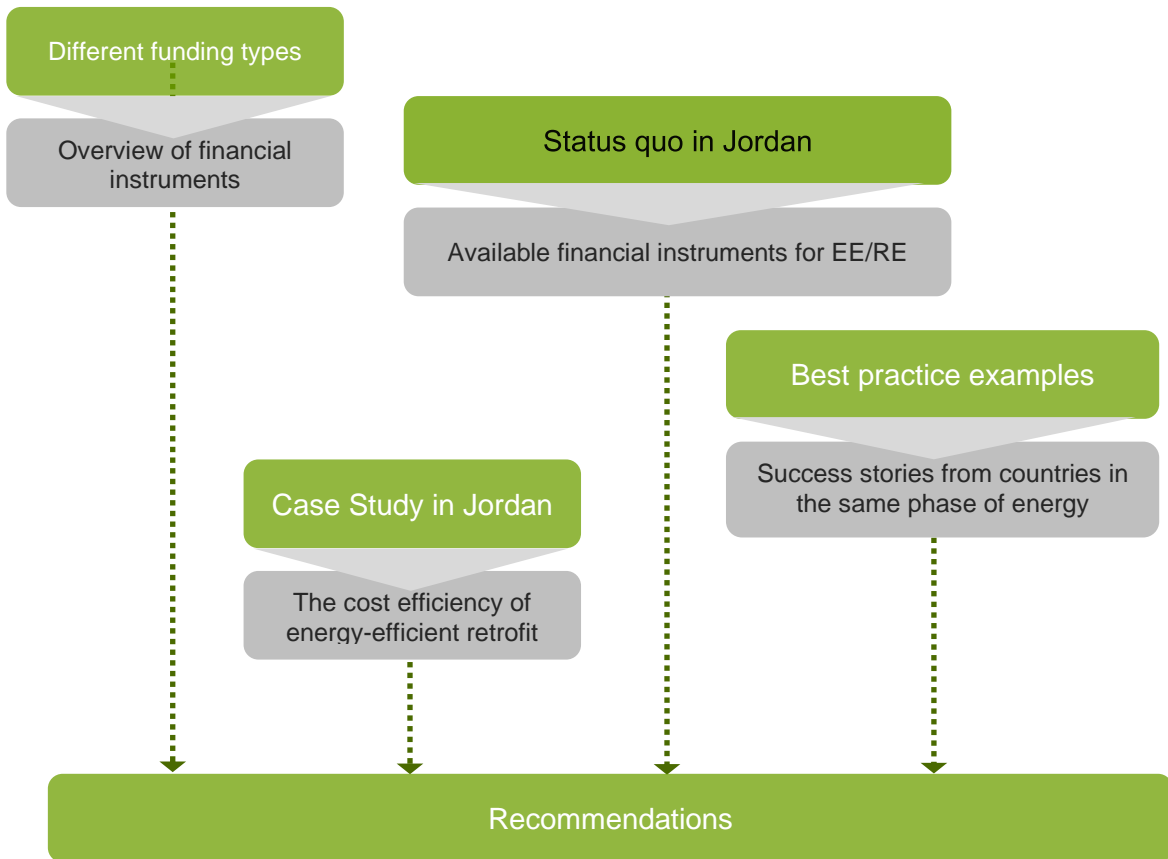 Different funding types
Overview of financial
instruments
Status quo in Jordan
Available financial instruments for EE/RE
Best practice examples
Success stories from countries in
the same phase of energy
Case Study in Jordan
The cost efficiency of
energy-efficient retrofit
Recommendations